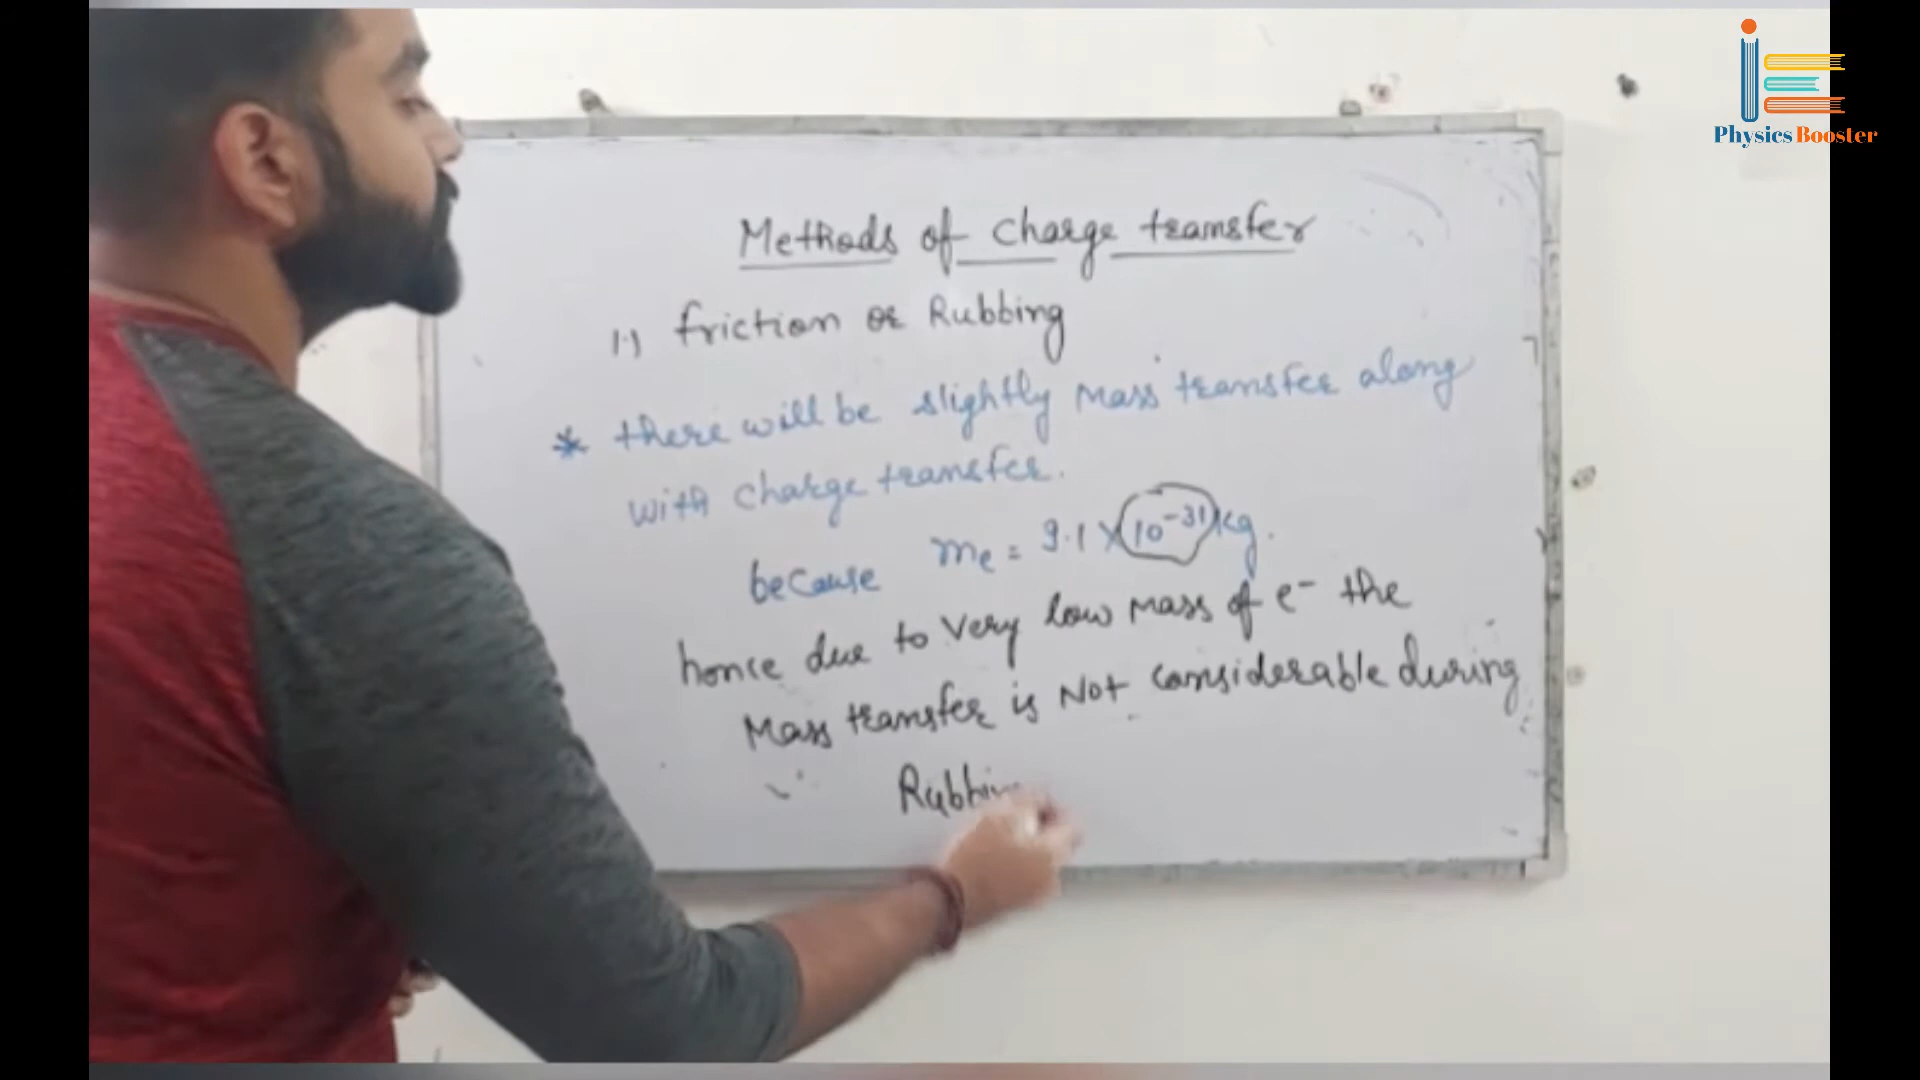 Physics Booster
Methods of charge transfer
1.) friction or Rubbing
* there will be slightly mass transfer along
with charge transfer.
because me = 9.1 × 10⁻³¹ kg.
hence due to very low mass of e⁻ the
Mass transfer is Not considerable during
Rubbing